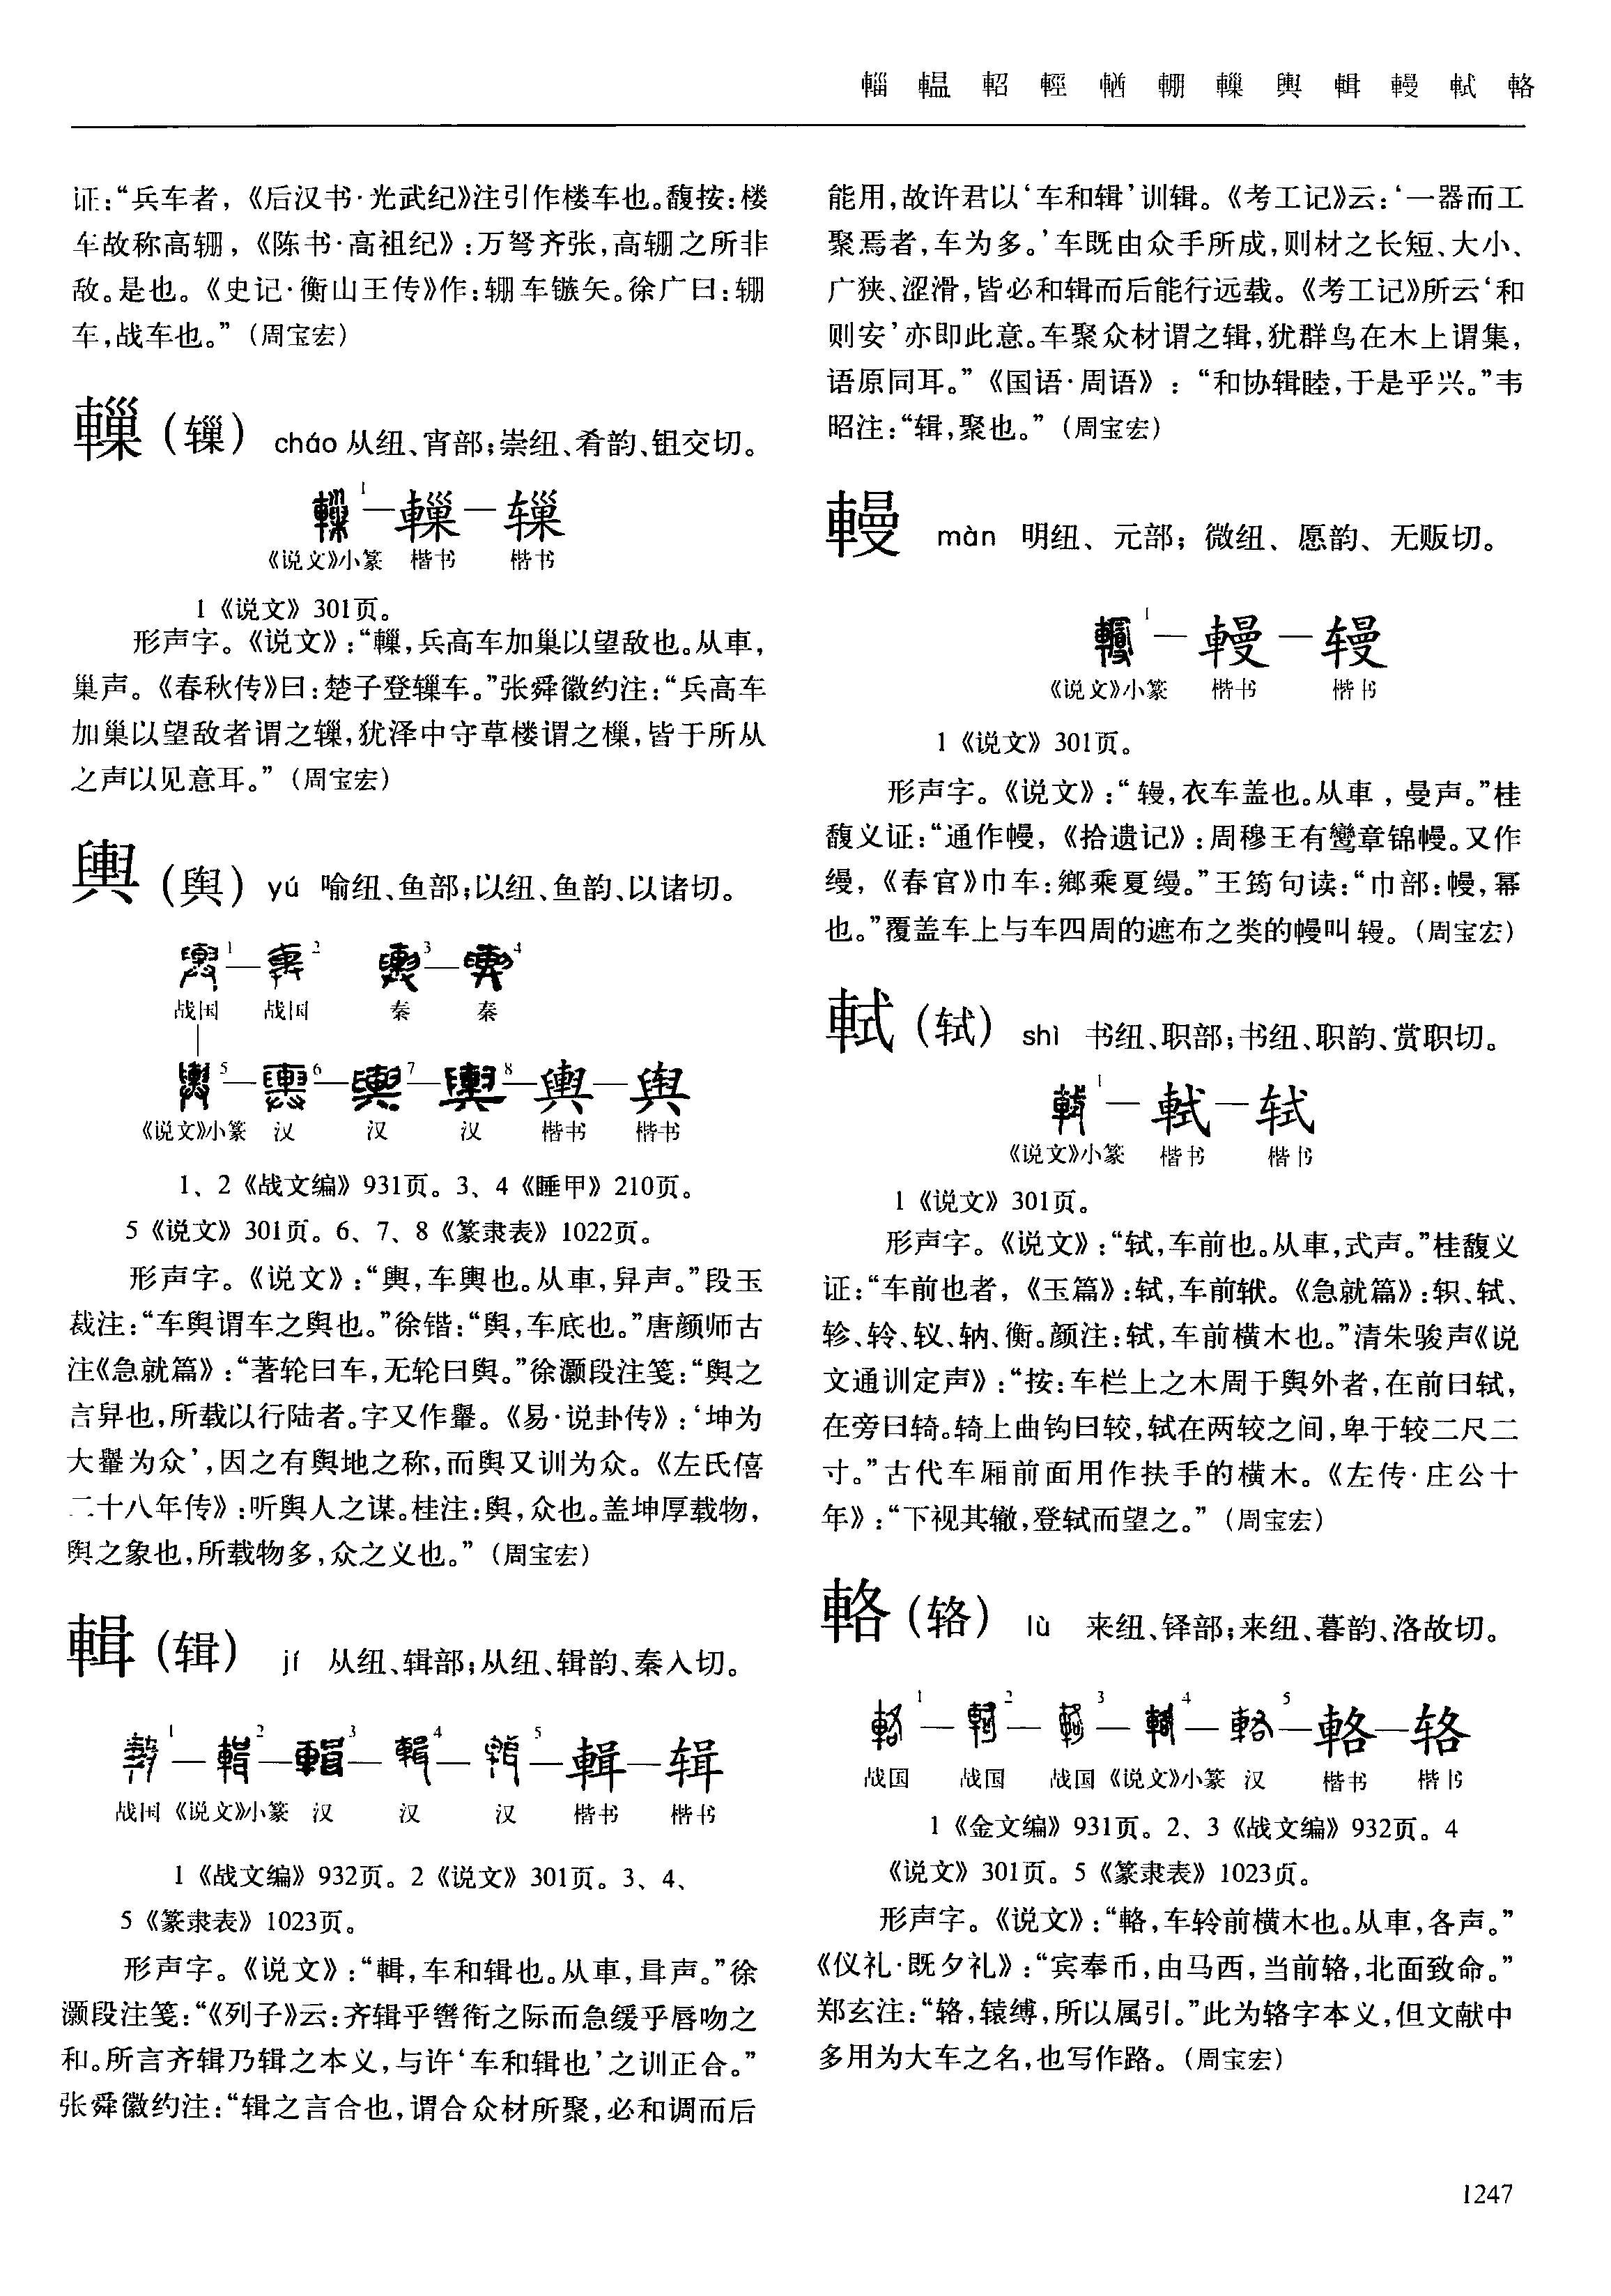 輜 轀 軺 輕 輶 輣 轈 輿 輯 轗 軾 輅
证：“兵车者，《后汉书·光武纪》注引作楼车也。馥按：楼
车故称高䡮，《陈书·高祖纪》：万弩齐张，高䡮之所非
敌。是也。《史记·衡山王传》作：䡮车镞矢。徐广曰：䡮
车，战车也。”（周宝宏）
轈（𨏆） cháo 从纽、宵部；崇纽、肴韵、鉏交切。
1
《说文》小篆 楷书 楷书
1《说文》301页。
形声字。《说文》：“轈，兵高车加巢以望敌也。从車，
巢声。《春秋传》曰：楚子登轈车。”张舜徽约注：“兵高车
加巢以望敌者谓之轈，犹泽中守草楼谓之樔，皆于所从
之声以见意耳。”（周宝宏）
輿（舆） yú 喻纽、鱼部；以纽、鱼韵、以诸切。
1 2 3 4
战国 战国 秦 秦
5 6 7 8 輿 舆
《说文》小篆 汉 汉 汉 楷书 楷书
1、2《战文编》931页。3、4《睡甲》210页。
5《说文》301页。6、7、8《篆隶表》1022页。
形声字。《说文》：“輿，车輿也。从車，舁声。”段玉
裁注：“车舆谓车之舆也。”徐锴：“舆，车底也。”唐颜师古
注《急就篇》：“著轮曰车，无轮曰舆。”徐灏段注笺：“舆之
言舁也，所载以行陆者。字又作轝。《易·说卦传》：‘坤为
大轝为众’，因之有舆地之称，而舆又训为众。《左氏僖
二十八年传》：听舆人之谋。桂注：舆，众也。盖坤厚载物，
舆之象也，所载物多，众之义也。”（周宝宏）
輯（辑） jí 从纽、辑部；从纽、辑韵、秦入切。
1 2 3 4 5 輯 辑
战国 《说文》小篆 汉 汉 汉 楷书 楷书
1《战文编》932页。2《说文》301页。3、4、
5《篆隶表》1023页。
形声字。《说文》：“輯，车和辑也。从車，咠声。”徐
灏段注笺：“《列子》云：齐辑乎辔衔之际而急缓乎唇吻之
和。所言齐辑乃辑之本义，与许‘车和辑也’之训正合。”
张舜徽约注：“辑之言合也，谓合众材所聚，必和调而后
能用，故许君以‘车和辑’训辑。《考工记》云：‘一器而工
聚焉者，车为多。’车既由众手所成，则材之长短、大小、
广狭、涩滑，皆必和辑而后能行远载。《考工记》所云‘和
则安’亦即此意。车聚众材谓之辑，犹群鸟在木上谓集，
语原同耳。”《国语·周语》：“和协辑睦，于是乎兴。”韦
昭注：“辑，聚也。”（周宝宏）
䡬 màn 明纽、元部；微纽、愿韵、无贩切。
1
《说文》小篆 楷书 楷书
1《说文》301页。
形声字。《说文》：“䡬，衣车盖也。从車，曼声。”桂
馥义证：“通作幔，《拾遗记》：周穆王有鸾章锦幔。又作
缦，《春官》巾车：鄉乘夏缦。”王筠句读：“巾部：幔，幂
也。”覆盖车上与车四周的遮布之类的幔叫䡬。（周宝宏）
軾（轼） shì 书纽、职部；书纽、职韵、赏职切。
1 軾 轼
《说文》小篆 楷书 楷书
1《说文》301页。
形声字。《说文》：“轼，车前也。从車，式声。”桂馥义
证：“车前也者，《玉篇》：轼，车前轼。《急就篇》：轵、轼、
轸、轮、轙、軜、衡。颜注：轼，车前横木也。”清朱骏声《说
文通训定声》：“按：车栏上之木周于舆外者，在前曰轼，
在旁曰輢。輢上曲钩曰较，轼在两较之间，卑于较二尺二
寸。”古代车厢前面用作扶手的横木。《左传·庄公十
年》：“下视其辙，登轼而望之。”（周宝宏）
輅（辂） lù 来纽、铎部；来纽、暮韵、洛故切。
1 2 3 4 5 輅 辂
战国 战国 战国 《说文》小篆 汉 楷书 楷书
1《金文编》931页。2、3《战文编》932页。4
《说文》301页。5《篆隶表》1023页。
形声字。《说文》：“輅，车軨前横木也。从車，各声。”
《仪礼·既夕礼》：“宾奉币，由马西，当前辂，北面致命。”
郑玄注：“辂，辕缚，所以属引。”此为辂字本义，但文献中
多用为大车之名，也写作路。（周宝宏）
1247